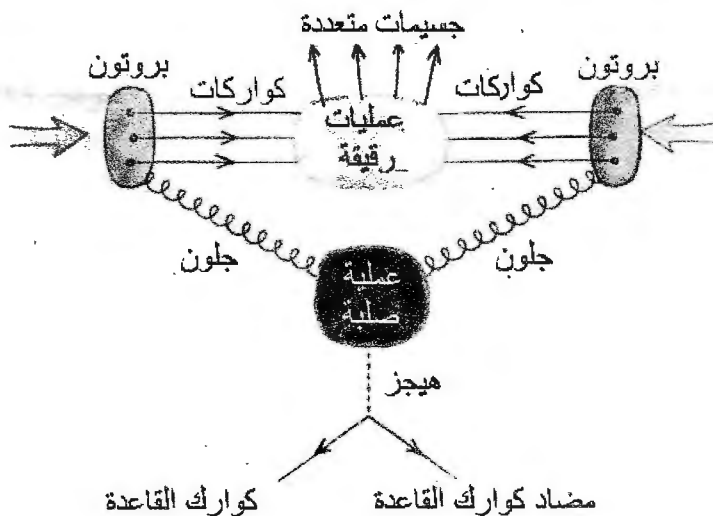 جسيمات متعددة
بروتون
بروتون
كواركات
كواركات
عمليات
رقيقة
جلون
جلون
عملية
صلبة
هيجز
مضاد كوارك القاعدة
كوارك القاعدة